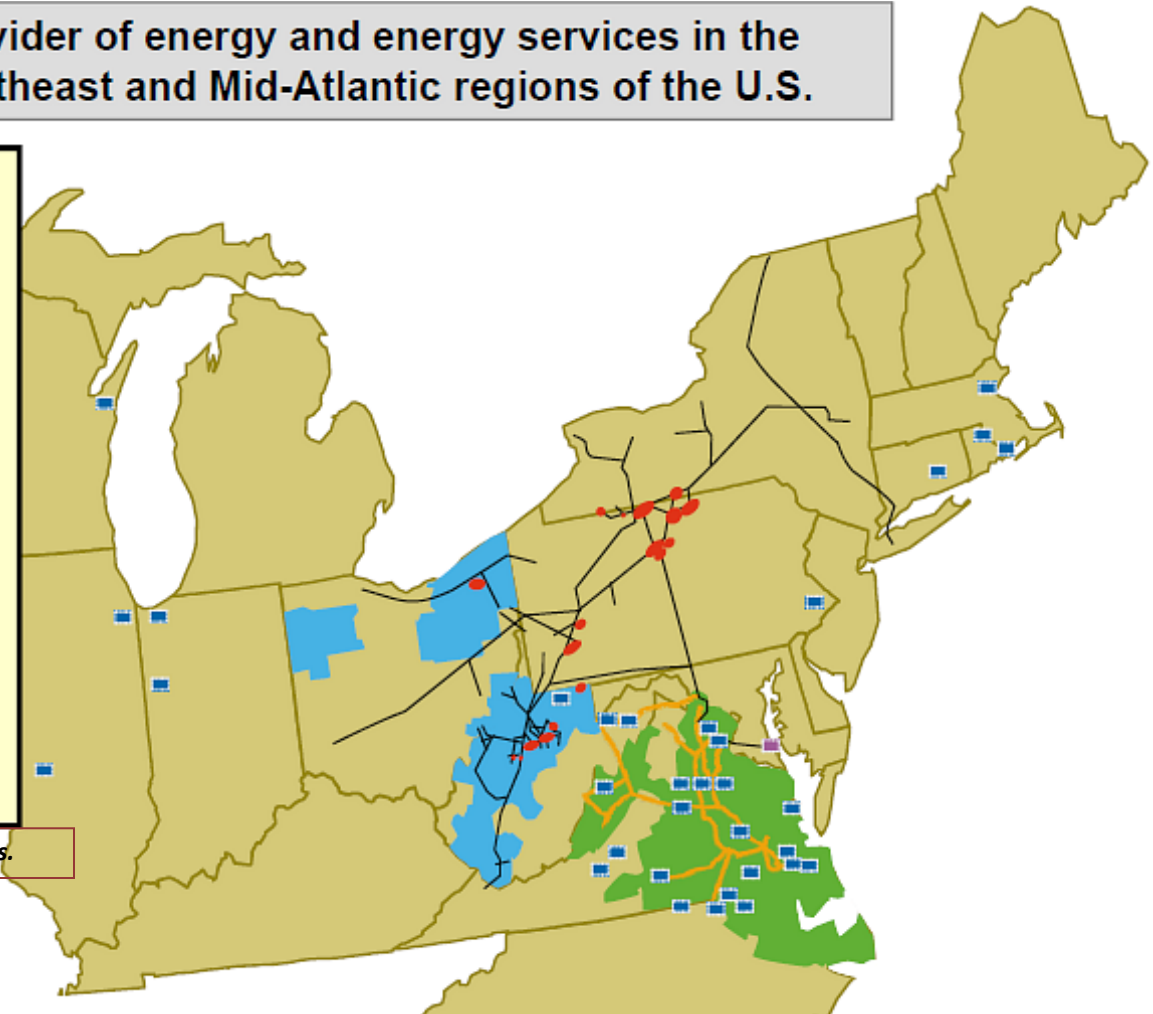 vider of energy and energy services in the
theast and Mid-Atlantic regions of the U.S.
s.